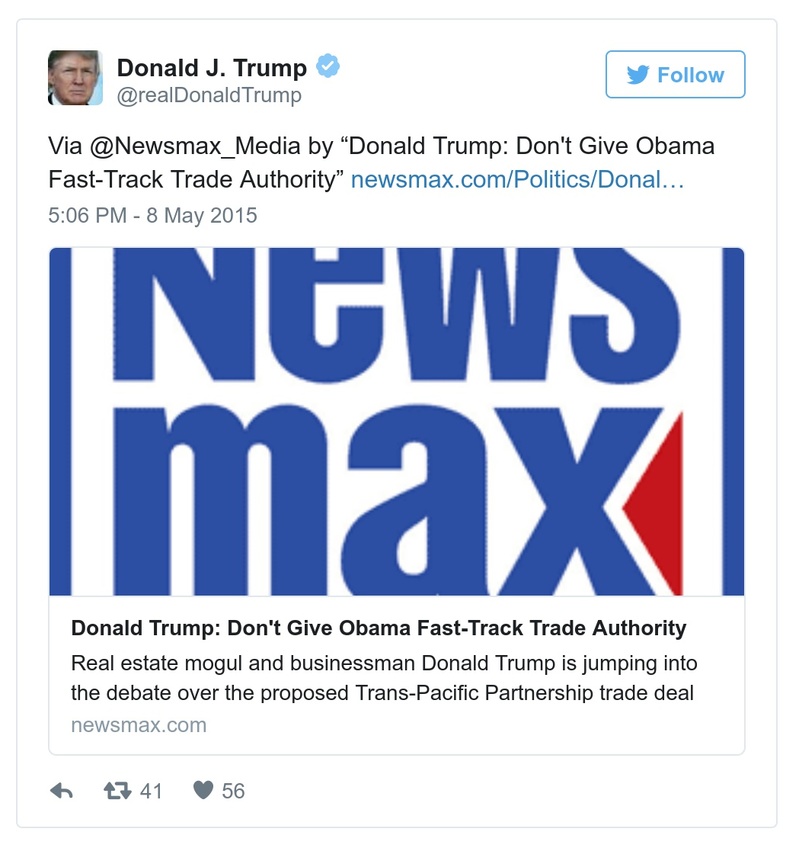 Donald J. Trump
@realDonaldTrump
Follow
Via @Newsmax_Media by “Donald Trump: Don't Give Obama
Fast-Track Trade Authority” newsmax.com/Politics/Donal…
5:06 PM - 8 May 2015
News
max
Donald Trump: Don't Give Obama Fast-Track Trade Authority
Real estate mogul and businessman Donald Trump is jumping into
the debate over the proposed Trans-Pacific Partnership trade deal
newsmax.com
41 56